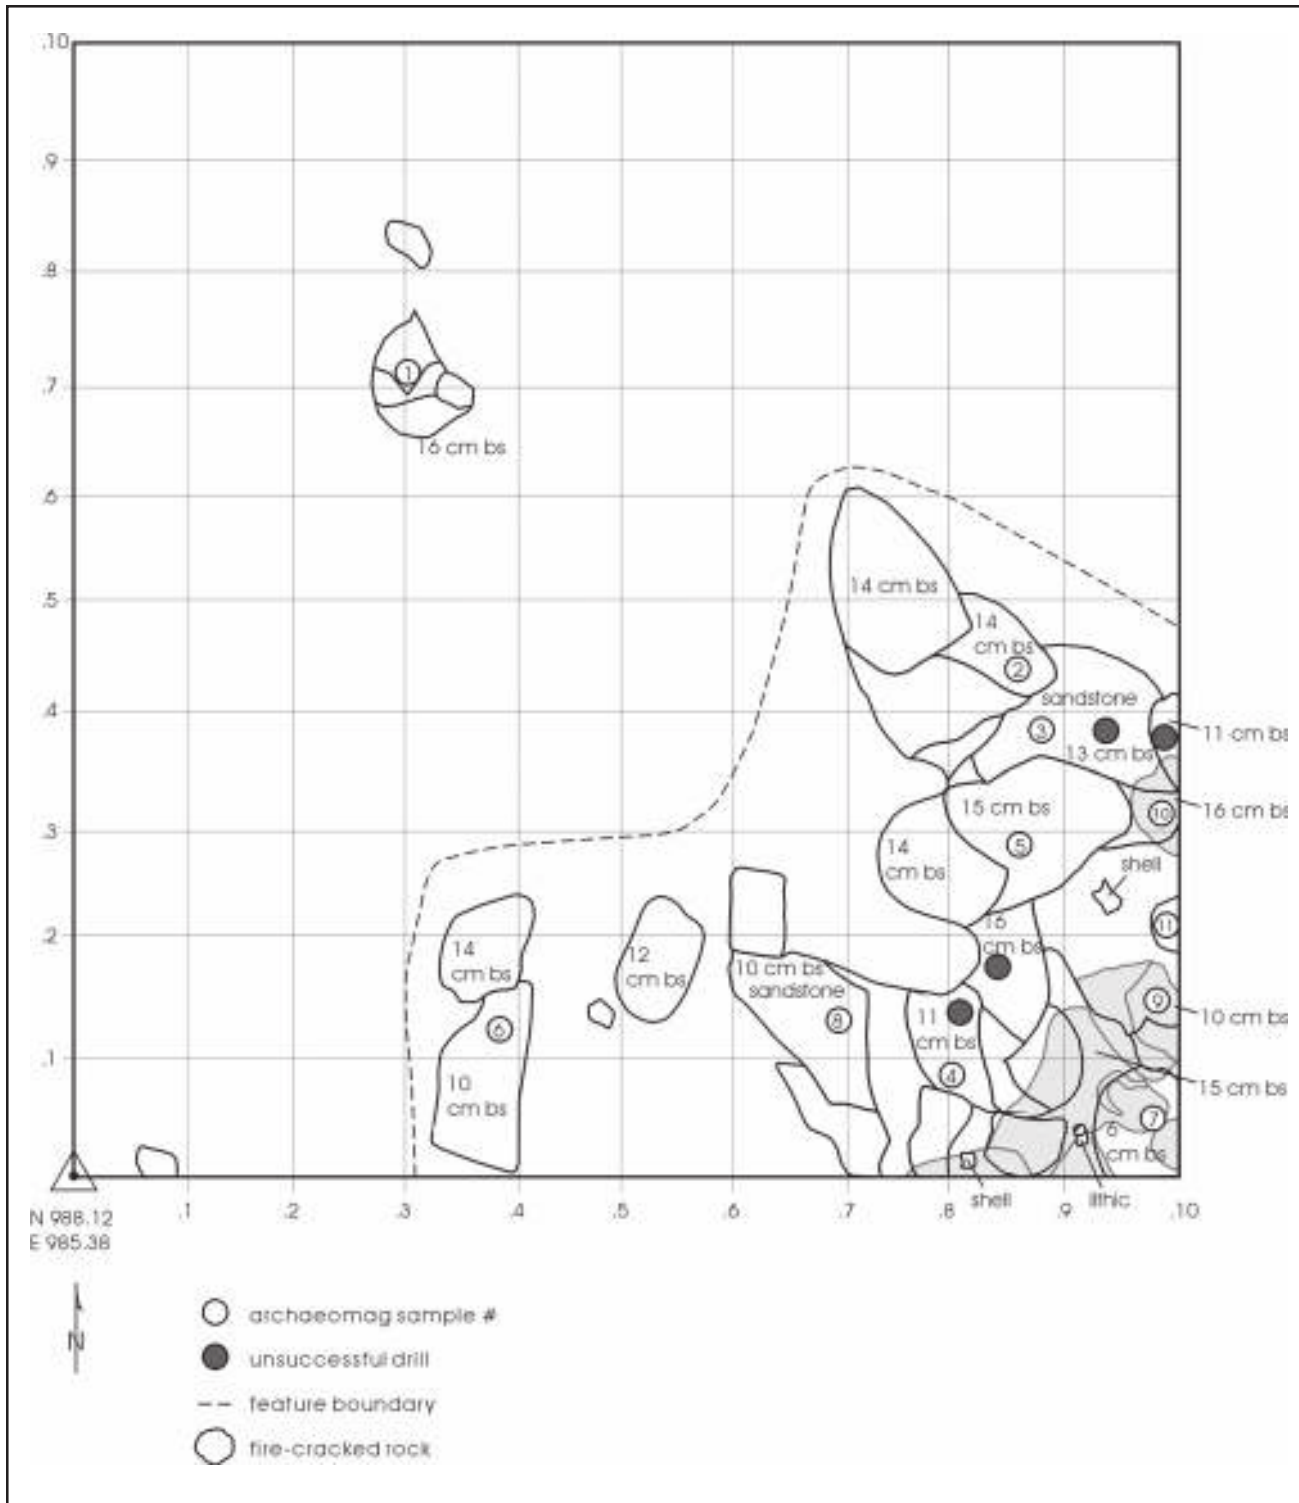 .10
.9
.8
1
.7
16 cm bs
.6
14 cm bs
.5
14
cm bs
2
.4
sandstone
3
13 cm bs
11 cm bs
15 cm bs
10
16 cm bs
.3
5
14
cm bs
shell
11
.2
14
cm bs
12
cm bs
10 cm bs
sandstone
16
cm bs
9
10 cm bs
6
8
11
cm bs
.1
4
15 cm bs
10
cm bs
7
6
cm bs
shell
lithic
.1
.2
.3
.4
.5
.6
.7
.8
.9
.10
N 988.12
E 985.38
N
archaeomag sample #
unsuccessful drill
feature boundary
fire-cracked rock